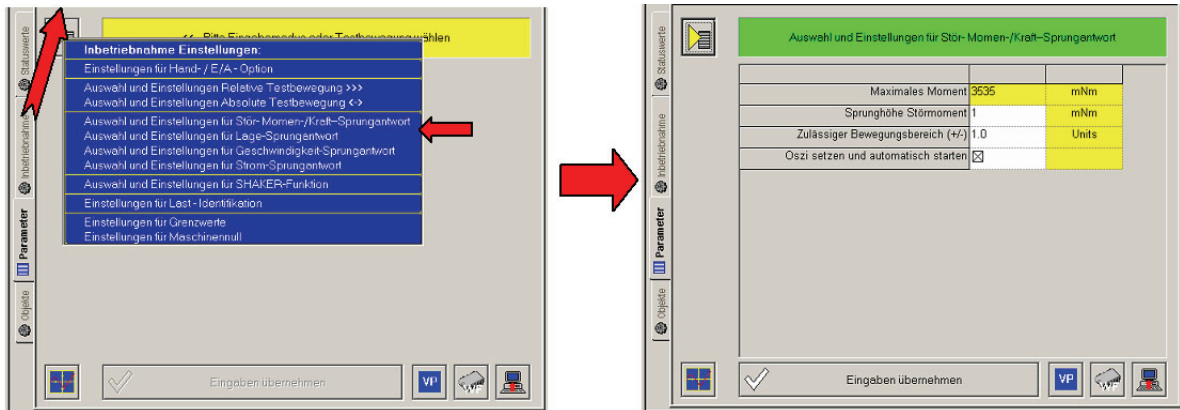 << Bitte Eingabemodus oder Testbewegung wählen
Inbetriebnahme Einstellungen:
Einstellungen für Hand- / E/A - Option
Auswahl und Einstellungen Relative Testbewegung >>>
Auswahl und Einstellungen Absolute Testbewegung <->
Auswahl und Einstellungen für Stör- Momen-/Kraft–Sprungantwort
Auswahl und Einstellungen für Lage-Sprungantwort
Auswahl und Einstellungen für Geschwindigkeit-Sprungantwort
Auswahl und Einstellungen für Strom-Sprungantwort
Auswahl und Einstellungen für SHAKER-Funktion
Einstellungen für Last - Identifikation
Einstellungen für Grenzwerte
Einstellungen für Maschinennull
Statuswerte
Inbetriebnahme
Parameter
Objekte
Eingaben übernehmen
VP
WF
Statuswerte
Inbetriebnahme
Parameter
Objekte
Auswahl und Einstellungen für Stör- Momen-/Kraft–Sprungantwort
Maximales Moment 3535 mNm
Sprunghöhe Störmoment 1 mNm
Zulässiger Bewegungsbereich (+/-) 1.0 Units
Oszi setzen und automatisch starten
Eingaben übernehmen
VP
WF